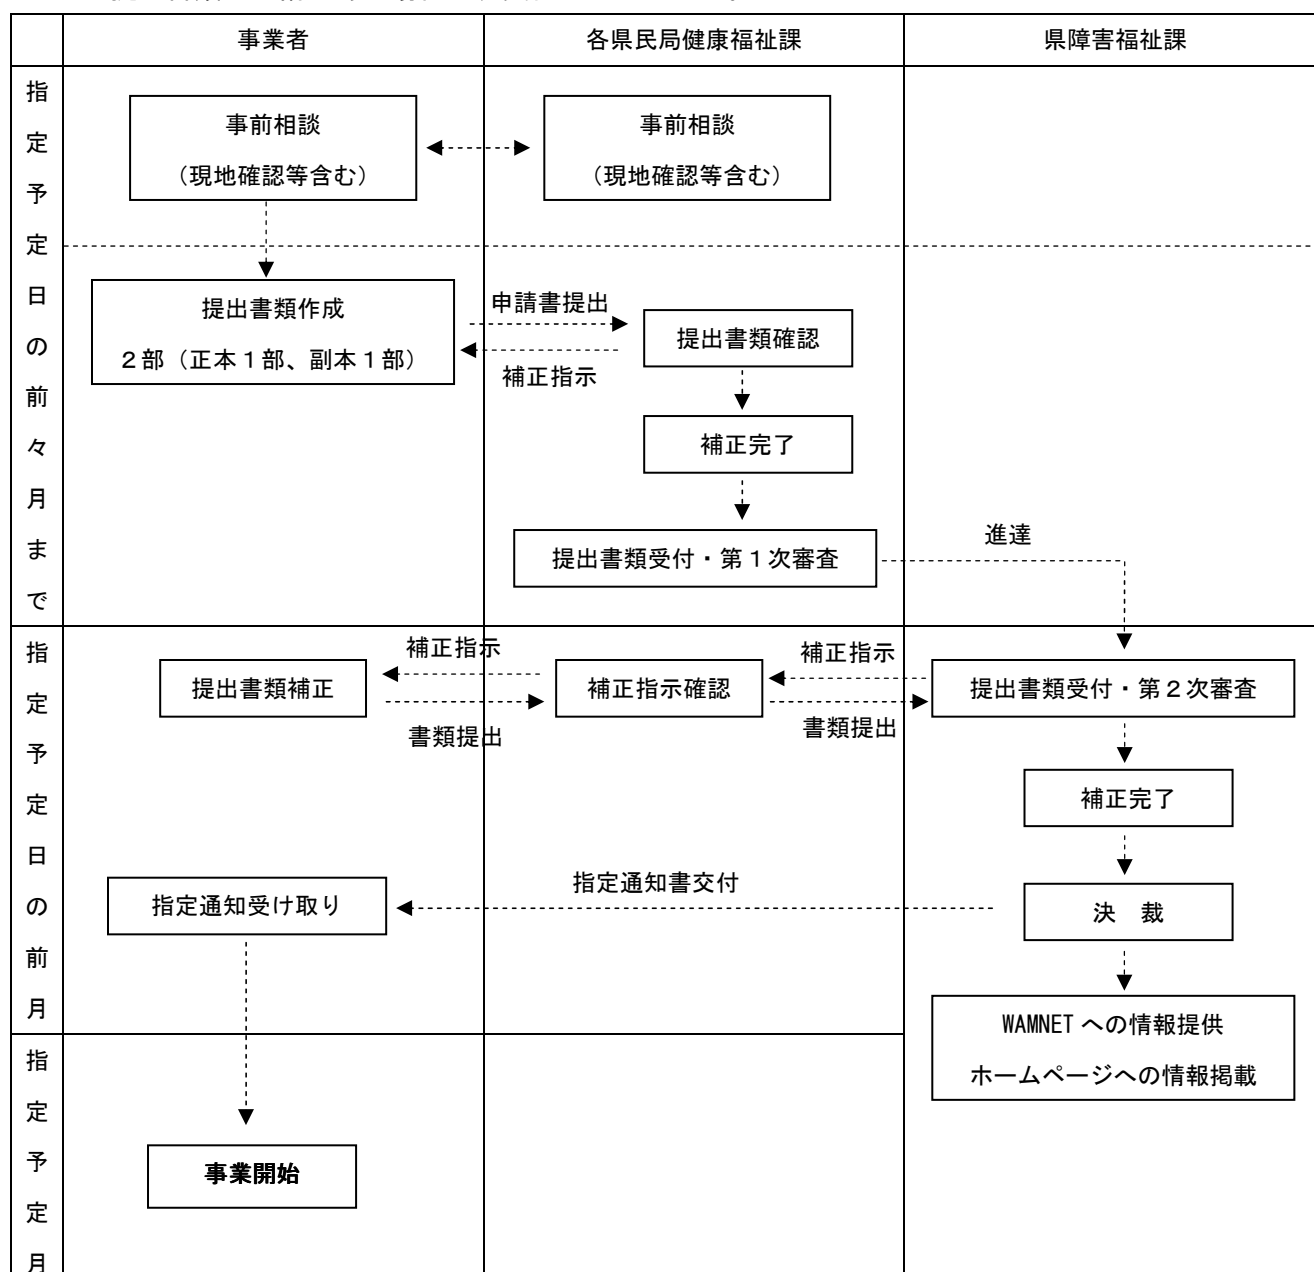 事業者
各県民局健康福祉課
県障害福祉課
指定予定日の前々月まで
事前相談
（現地確認等含む）
事前相談
（現地確認等含む）
提出書類作成
２部（正本１部、副本１部）
申請書提出
補正指示
提出書類確認
補正完了
提出書類受付・第１次審査
進達
指定予定日の前月
提出書類補正
補正指示
書類提出
補正指示確認
補正指示
書類提出
提出書類受付・第２次審査
補正完了
指定通知受け取り
指定通知書交付
決　裁
WAMNET への情報提供
ホームページへの情報掲載
指定予定月
事業開始